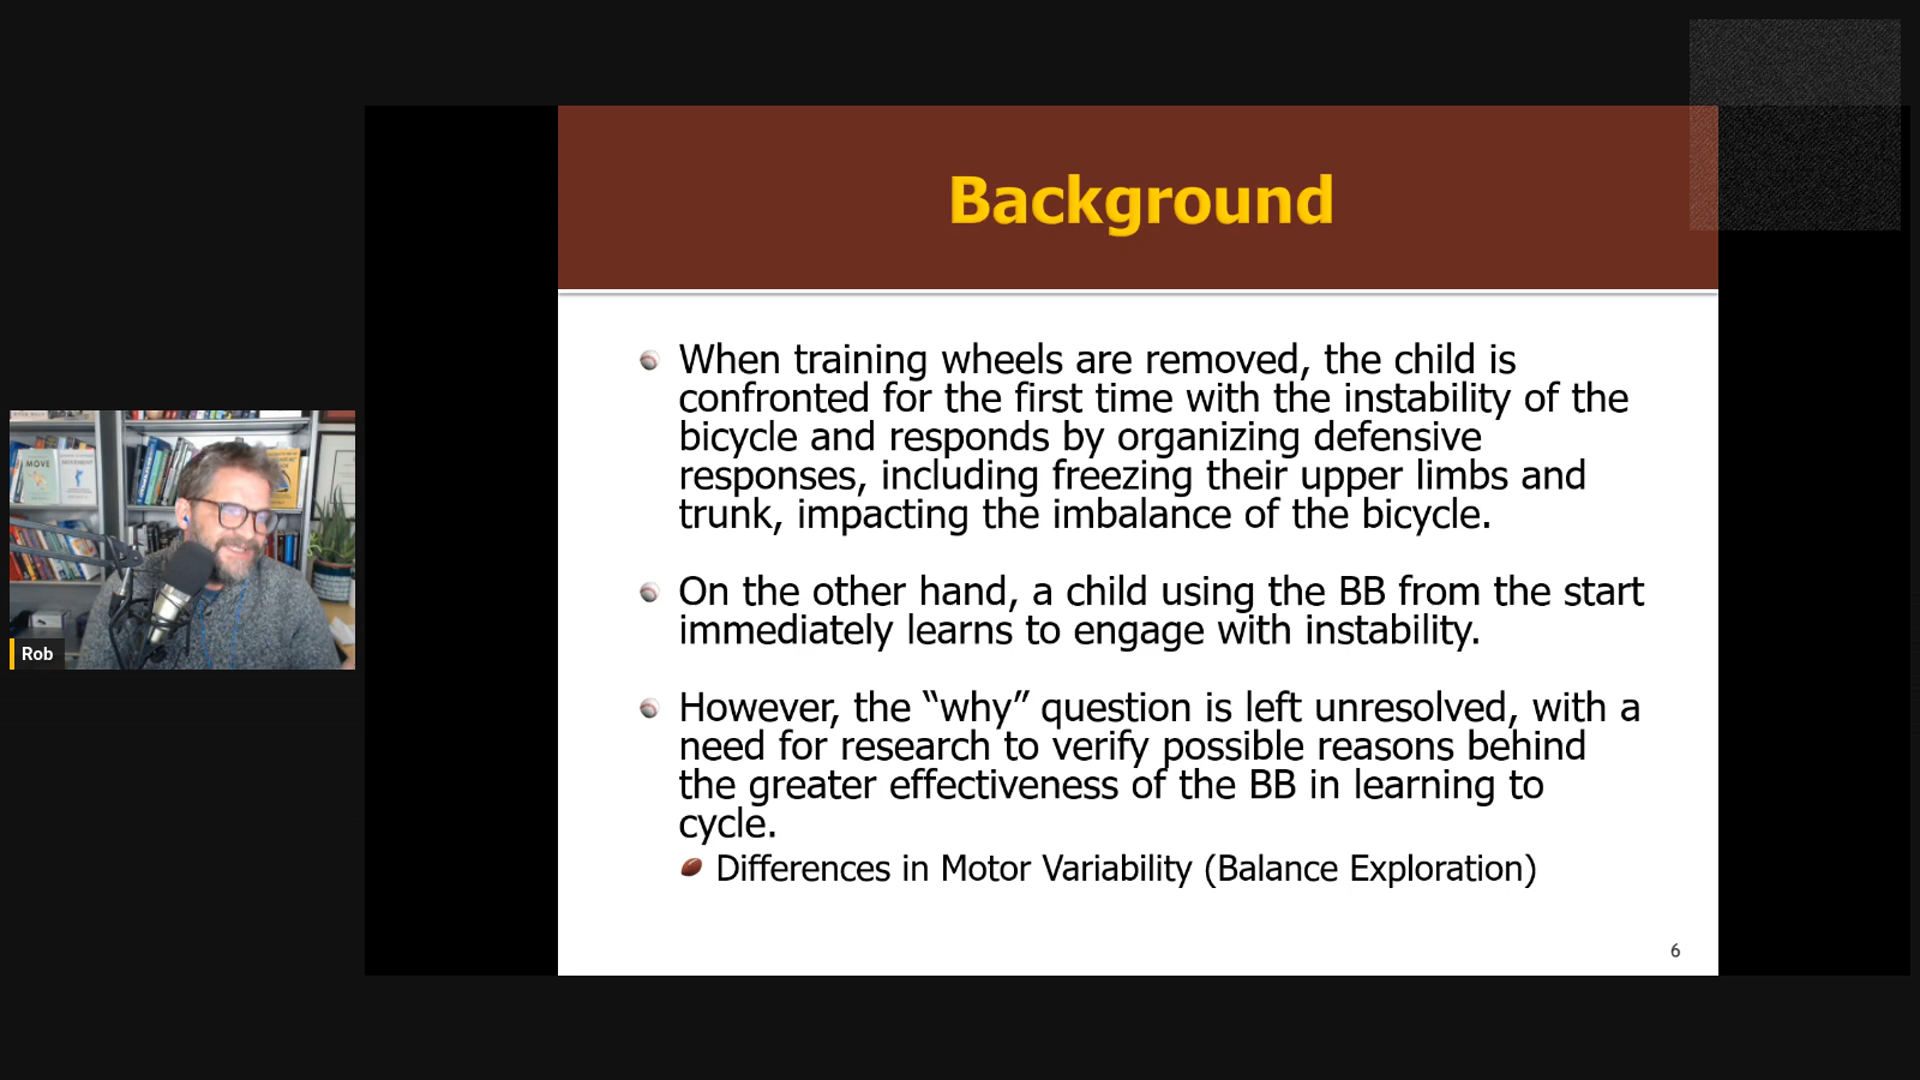 Background
When training wheels are removed, the child is
confronted for the first time with the instability of the
bicycle and responds by organizing defensive
responses, including freezing their upper limbs and
trunk, impacting the imbalance of the bicycle.
On the other hand, a child using the BB from the start
immediately learns to engage with instability.
However, the “why” question is left unresolved, with a
need for research to verify possible reasons behind
the greater effectiveness of the BB in learning to
cycle.
Differences in Motor Variability (Balance Exploration)
6
MOVE
Rob